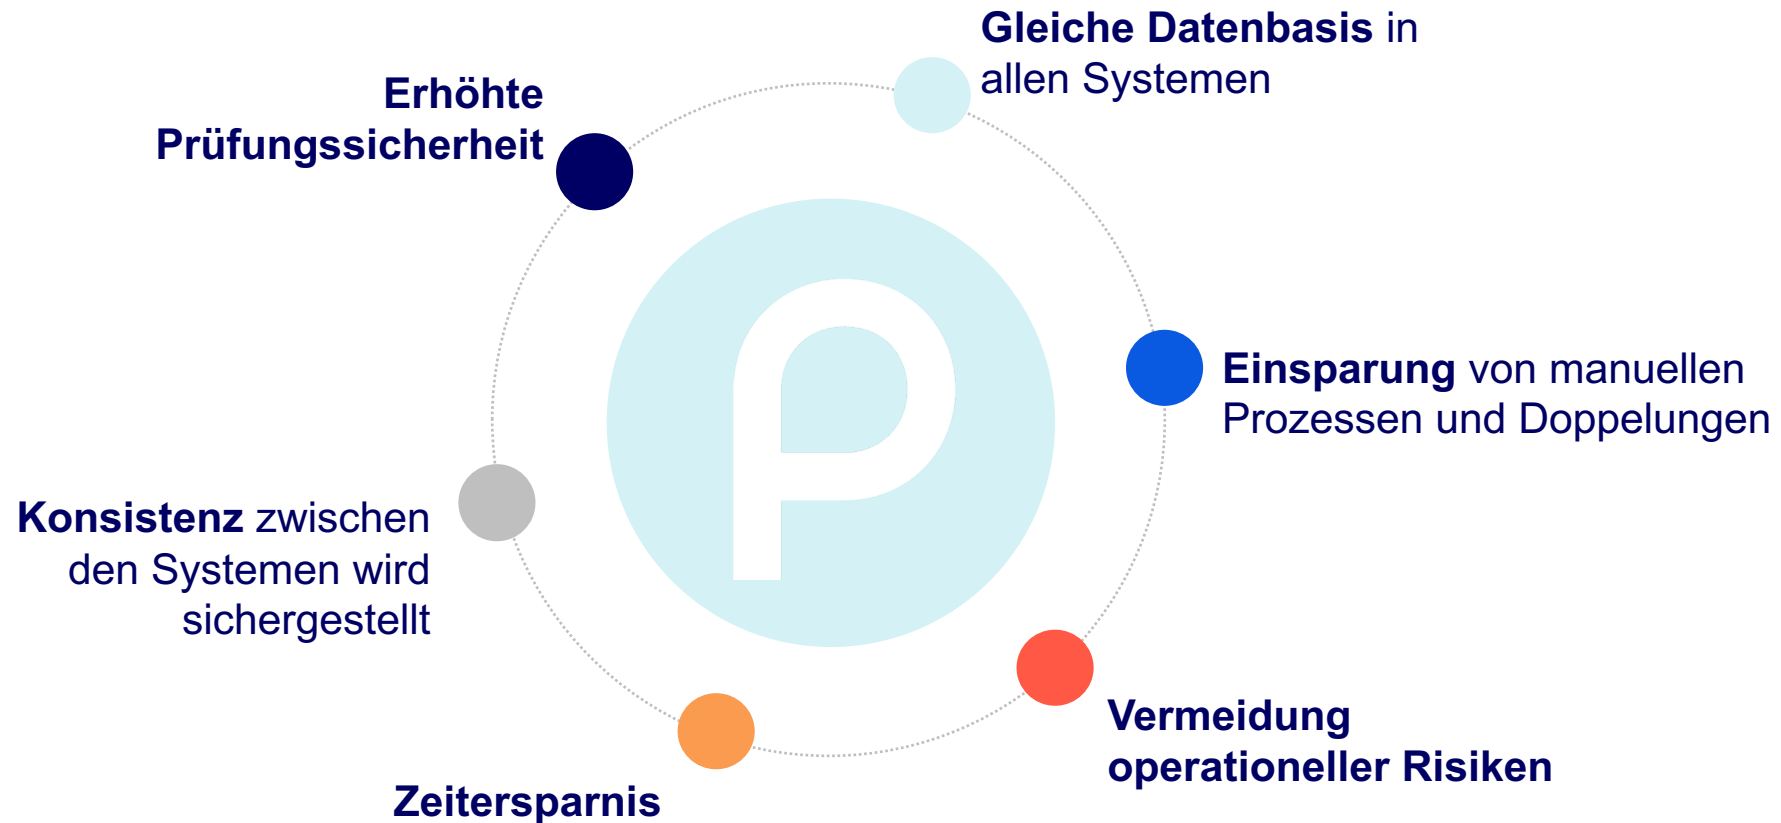 Gleiche Datenbasis in
allen Systemen
Erhöhte
Prüfungssicherheit
Einsparung von manuellen
Prozessen und Doppelungen
Konsistenz zwischen
den Systemen wird
sichergestellt
Vermeidung
operationeller Risiken
Zeitersparnis